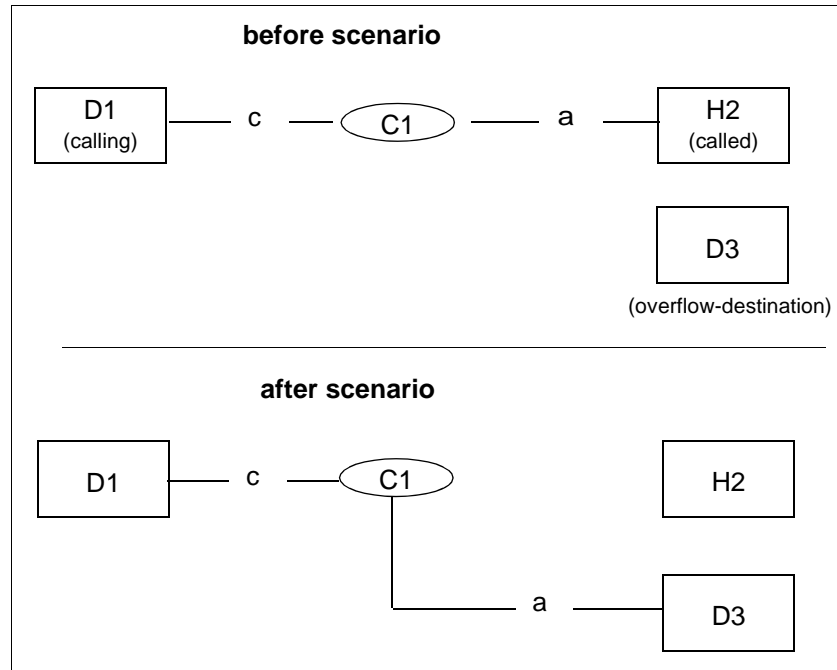 before scenario
D1
(calling)
c
C1
a
H2
(called)
D3
(overflow-destination)
after scenario
D1
c
C1
H2
a
D3